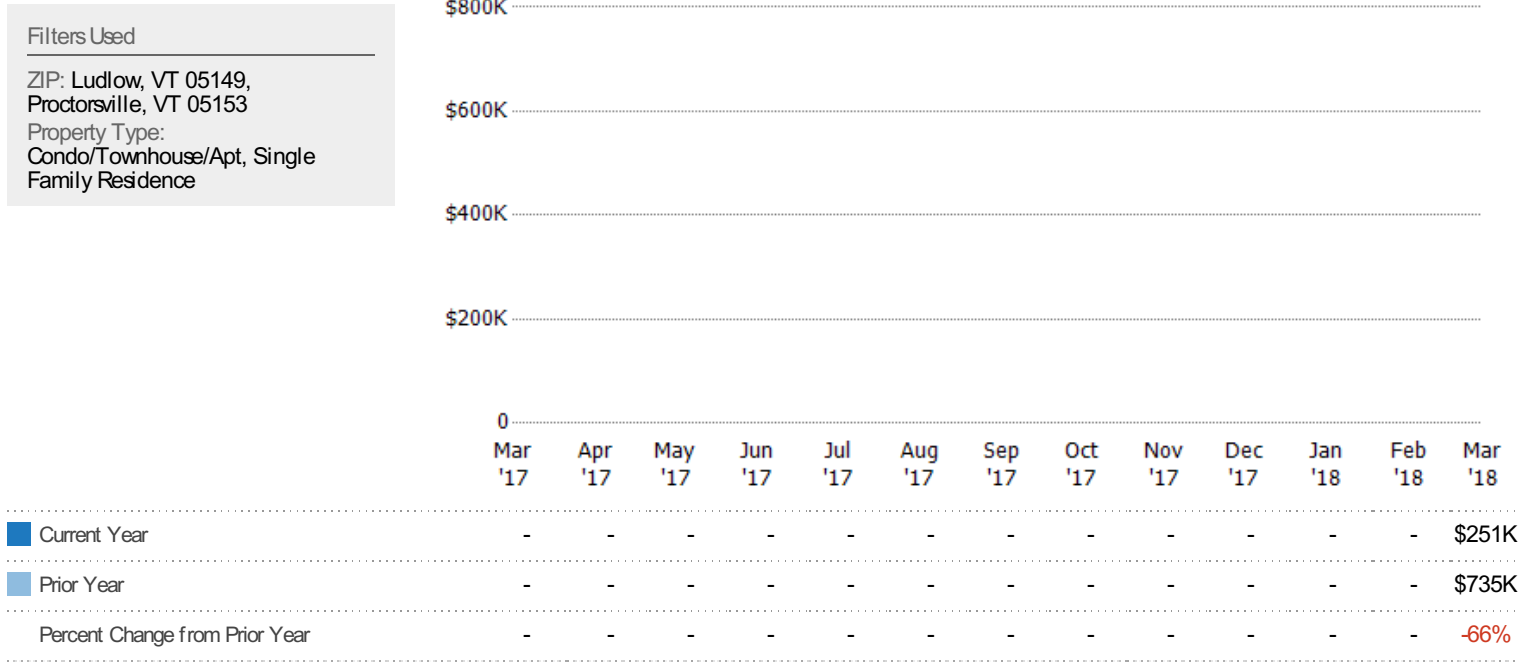 Filters Used
ZIP: Ludlow, VT 05149,
Proctorsville, VT 05153
Property Type:
Condo/Townhouse/Apt, Single
Family Residence
$800K
$600K
$400K
$200K
0
Mar Apr May Jun Jul Aug Sep Oct Nov Dec Jan Feb Mar
'17 '17 '17 '17 '17 '17 '17 '17 '17 '17 '18 '18 '18
Current Year - - - - - - - - - - - - $251K
Prior Year - - - - - - - - - - - - $735K
Percent Change from Prior Year - - - - - - - - - - - - -66%